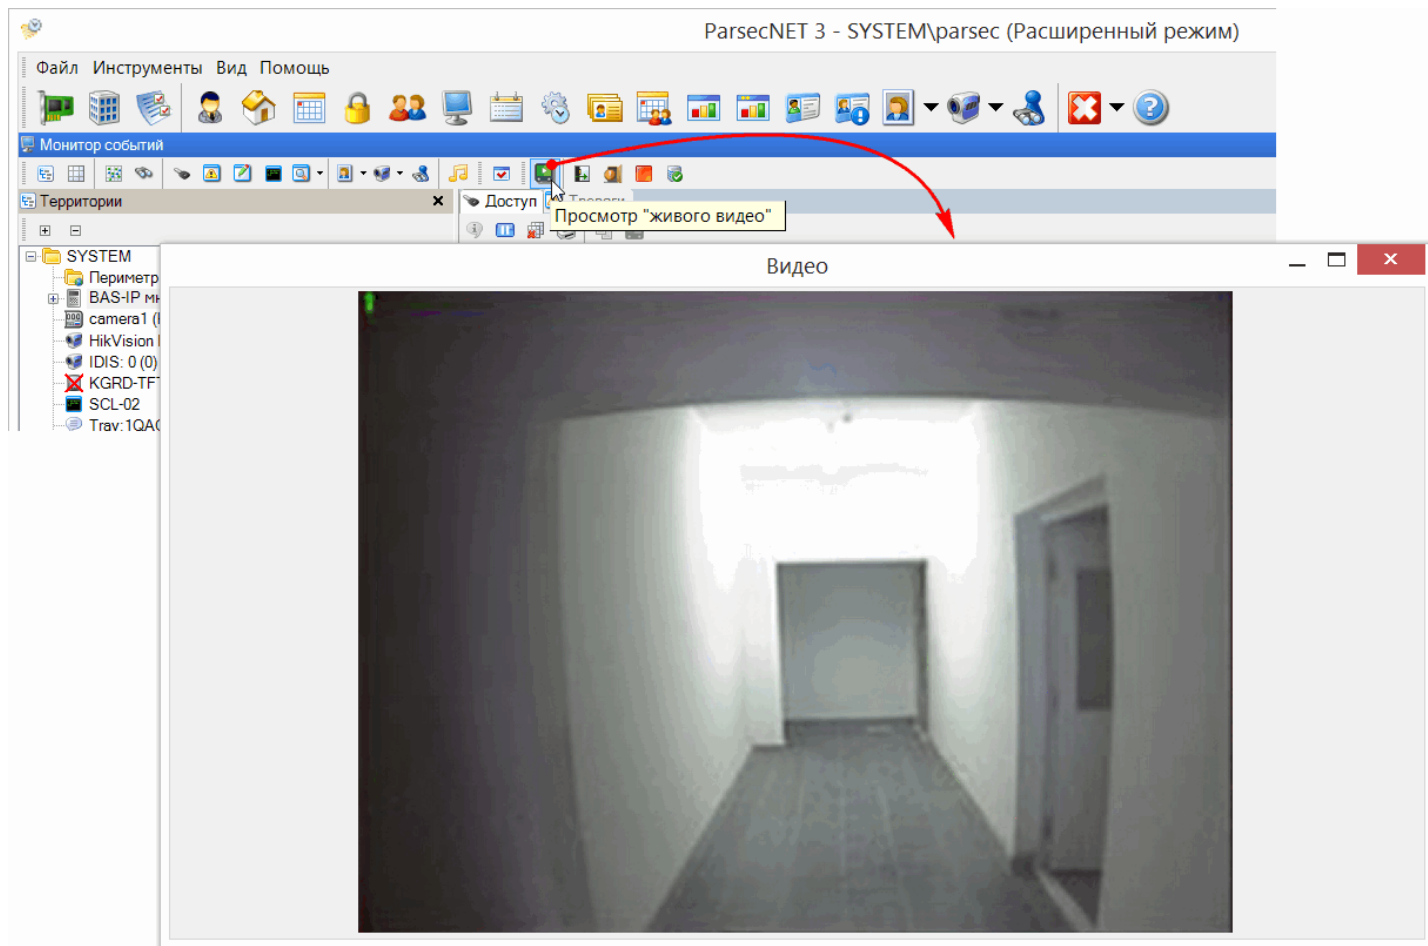 ParsecNET 3 - SYSTEM\parsec (Расширенный режим)
Файл Инструменты Вид Помощь
Монитор событий
Территории
Доступ
Просмотр "живого видео"
SYSTEM
Периметр
BAS-IP
camera1
HikVision
IDIS: 0 (0)
KGRD-TF
SCL-02
Видео